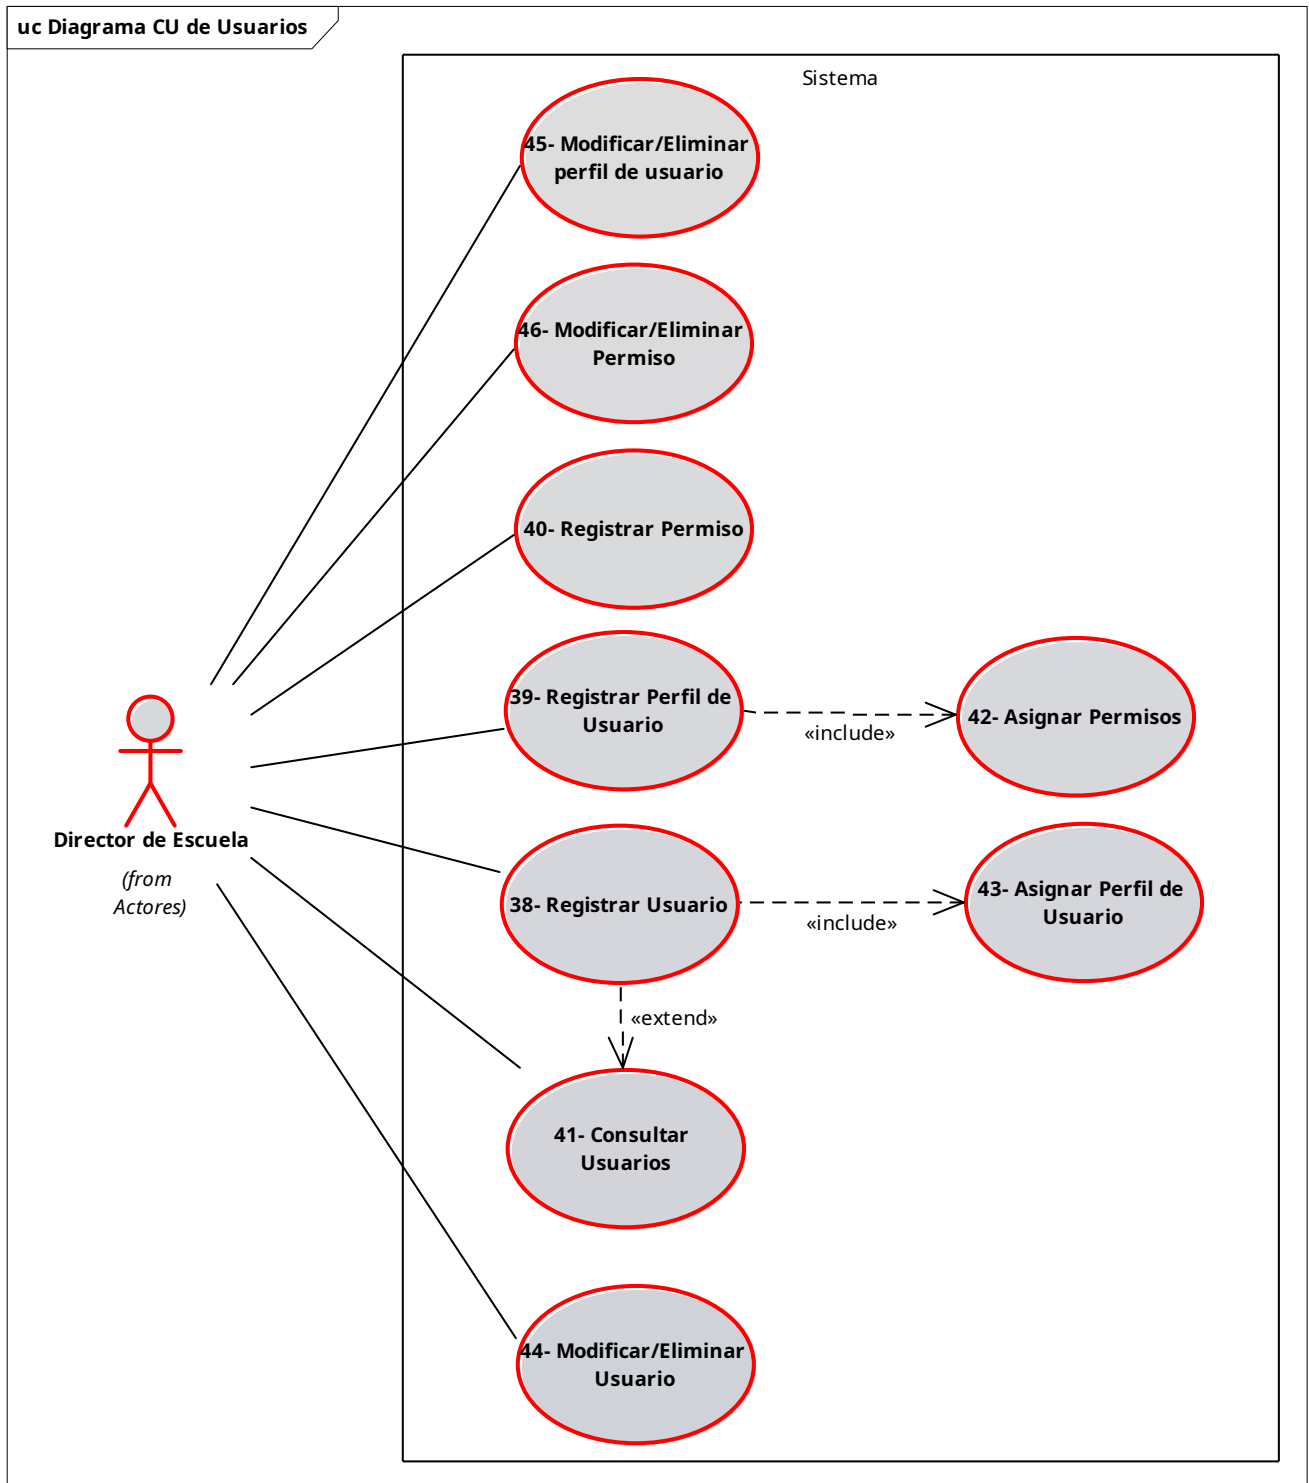 uc Diagrama CU de Usuarios
Sistema
45- Modificar/Eliminar
perfil de usuario
46- Modificar/Eliminar
Permiso
40- Registrar Permiso
39- Registrar Perfil de
Usuario
«include»
42- Asignar Permisos
Director de Escuela
(from
Actores)
38- Registrar Usuario
«include»
43- Asignar Perfil de
Usuario
«extend»
41- Consultar
Usuarios
44- Modificar/Eliminar
Usuario